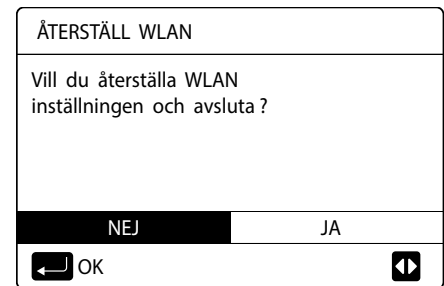 ÅTERSTÄLL WLAN
Vill du återställa WLAN
inställningen och avsluta ?
NEJ JA
OK